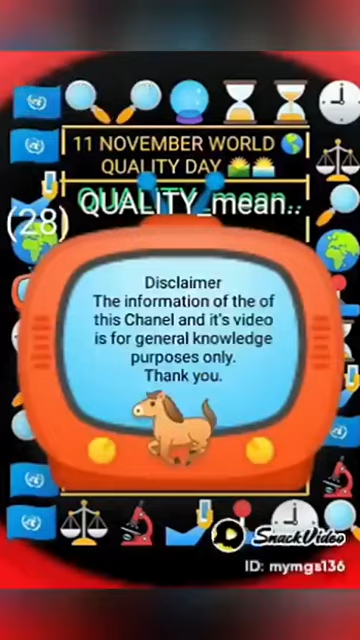 11 NOVEMBER WORLD 🌎
QUALITY DAY 🌄🌅
(28) QUALITY_mean..
Disclaimer
The information of the of
this Chanel and it's video
is for general knowledge
purposes only.
Thank you.
SnackVideo
ID: mymgs136